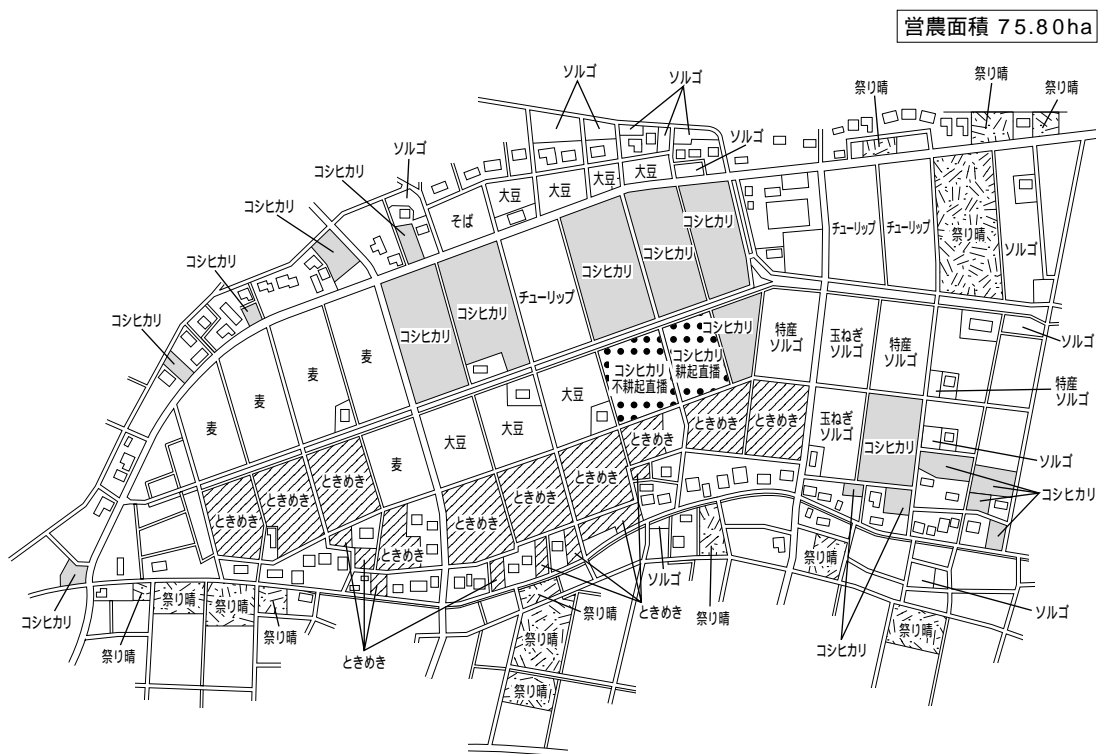 営農面積 75.80ha
祭り晴
祭り晴
祭り晴
ソルゴ
ソルゴ
ソルゴ
ソルゴ
コシヒカリ
大豆
大豆
大豆
大豆
コシヒカリ
そば
コシヒカリ
チューリップ
チューリップ
祭り晴
ソルゴ
コシヒカリ
コシヒカリ
コシヒカリ
チューリップ
コシヒカリ
コシヒカリ
コシヒカリ
コシヒカリ
特産
ソルゴ
玉ねぎ
ソルゴ
特産
ソルゴ
ソルゴ
麦
麦
麦
麦
コシヒカリ
不耕起直播
コシヒカリ
耕起直播
特産
ソルゴ
大豆
大豆
大豆
麦
ときめき
ときめき
ときめき
玉ねぎ
ソルゴ
コシヒカリ
ソルゴ
コシヒカリ
ときめき
ときめき
ときめき
ときめき
ときめき
ときめき
ときめき
ソルゴ
祭り晴
ソルゴ
コシヒカリ
祭り晴
祭り晴
祭り晴
祭り晴
ときめき
祭り晴
ときめき
祭り晴
コシヒカリ
祭り晴
祭り晴
祭り晴